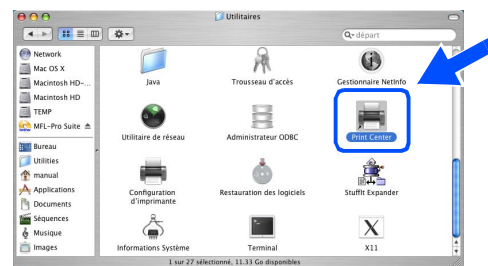 Utilitaires
départ
Network
Mac OS X
Macintosh HD-...
Macintosh HD
TEMP
MFL-Pro Suite
Bureau
Utilities
manual
Applications
Documents
Séquences
Musique
Images
Java
Trousseau d'accès
Gestionnaire NetInfo
Utilitaire de réseau
Administrateur ODBC
Print Center
Configuration
d'imprimante
Restauration des logiciels
StuffIt Expander
Informations Système
Terminal
X11
1 sur 27 sélectionné, 11.33 Go disponibles